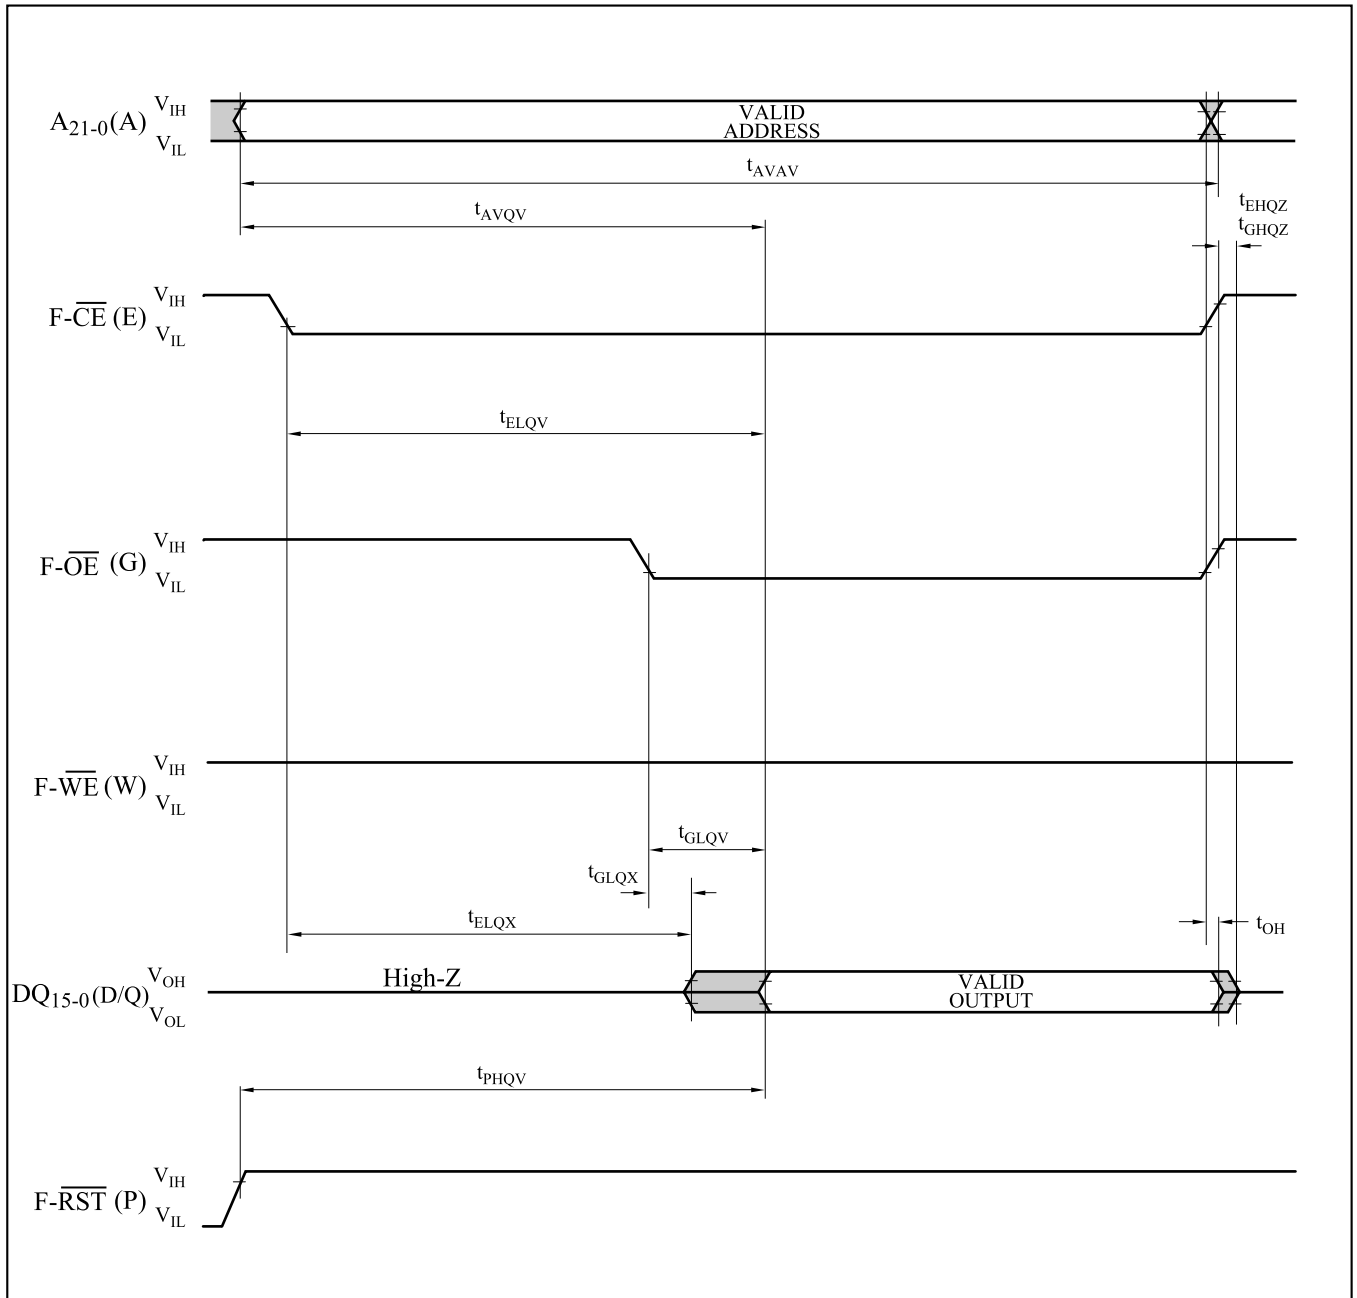 A21-0(A) VIH
VIL
VALID
ADDRESS
tAVAV
tAVQV
tEHQZ
tGHQZ
F-CE (E) VIH
VIL
tELQV
F-OE (G) VIH
VIL
F-WE (W) VIH
VIL
tGLQV
tGLQX
tELQX
tOH
DQ15-0 (D/Q) VOH
VOL
High-Z
VALID
OUTPUT
tPHQV
F-RST (P) VIH
VIL